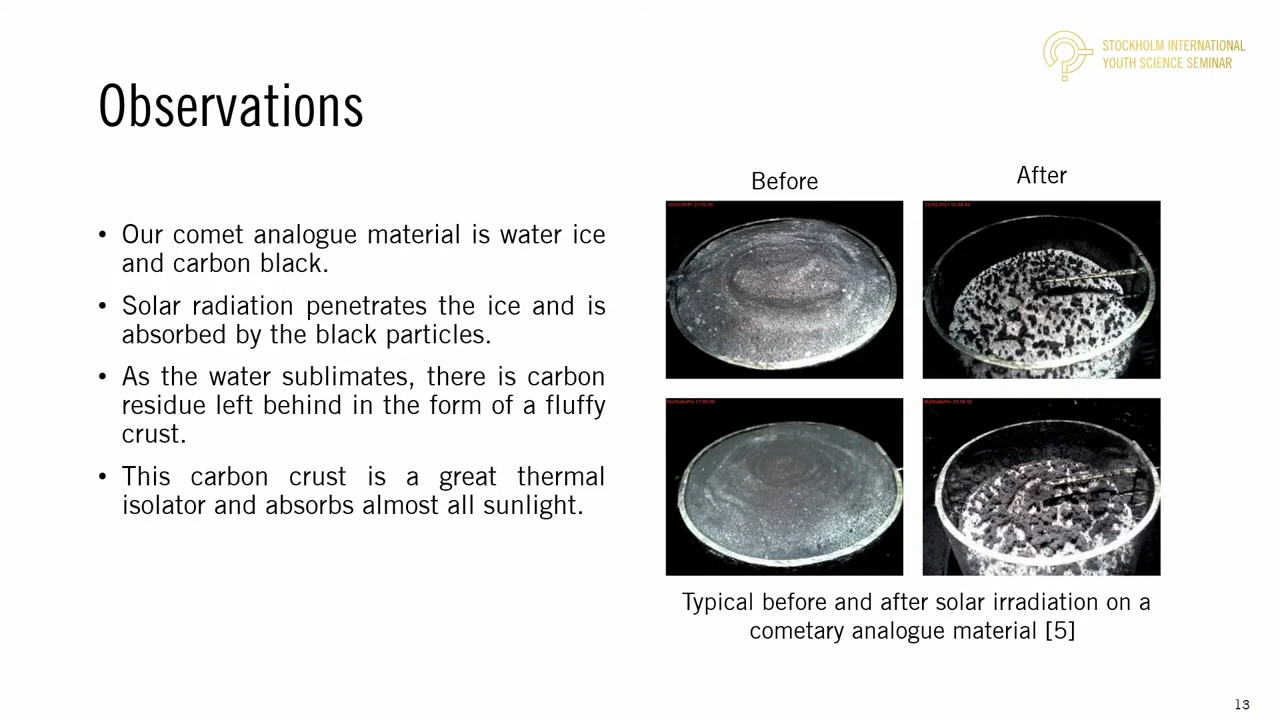 STOCKHOLM INTERNATIONAL
YOUTH SCIENCE SEMINAR
Observations
• Our comet analogue material is water ice
and carbon black.
• Solar radiation penetrates the ice and is
absorbed by the black particles.
• As the water sublimates, there is carbon
residue left behind in the form of a fluffy
crust.
• This carbon crust is a great thermal
isolator and absorbs almost all sunlight.
Before
After
Typical before and after solar irradiation on a
cometary analogue material [5]
13